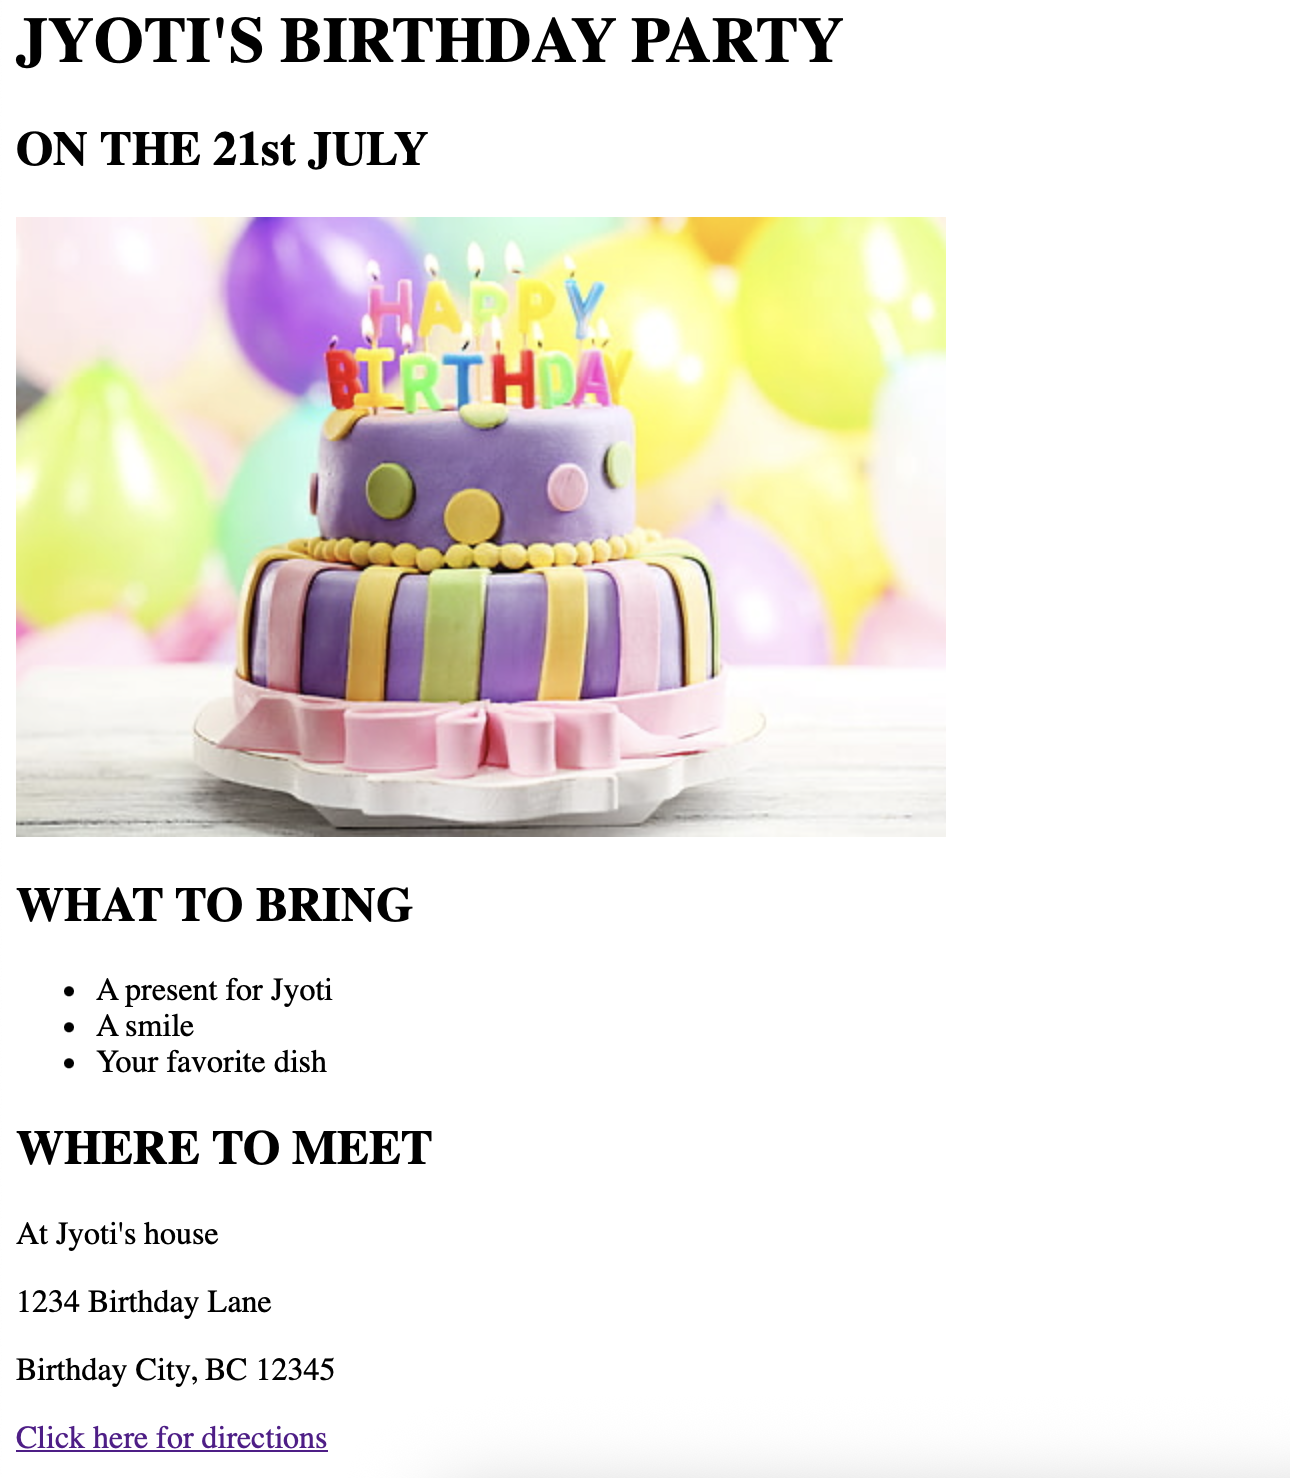 JYOTI'S BIRTHDAY PARTY
ON THE 21st JULY
HAPPY
BIRTHDAY
WHAT TO BRING
• A present for Jyoti
• A smile
• Your favorite dish
WHERE TO MEET
At Jyoti's house
1234 Birthday Lane
Birthday City, BC 12345
Click here for directions